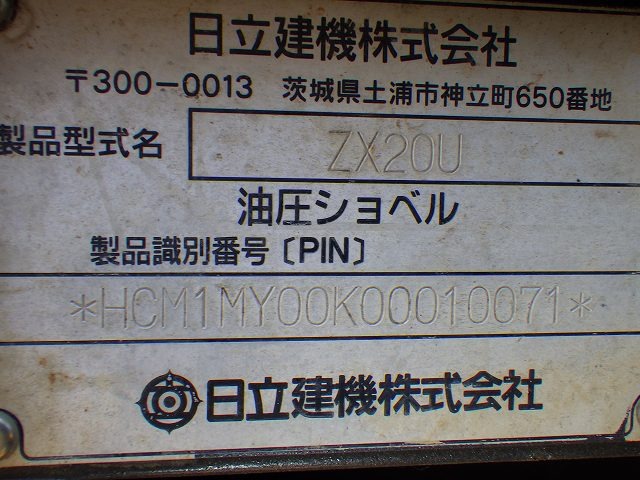 日立建機株式会社
〒300-0013 茨城県土浦市神立町650番地
製品型式名 ZX20U
油圧ショベル
製品識別番号〔PIN〕
*HCM1MY00K00010071*
日立建機株式会社